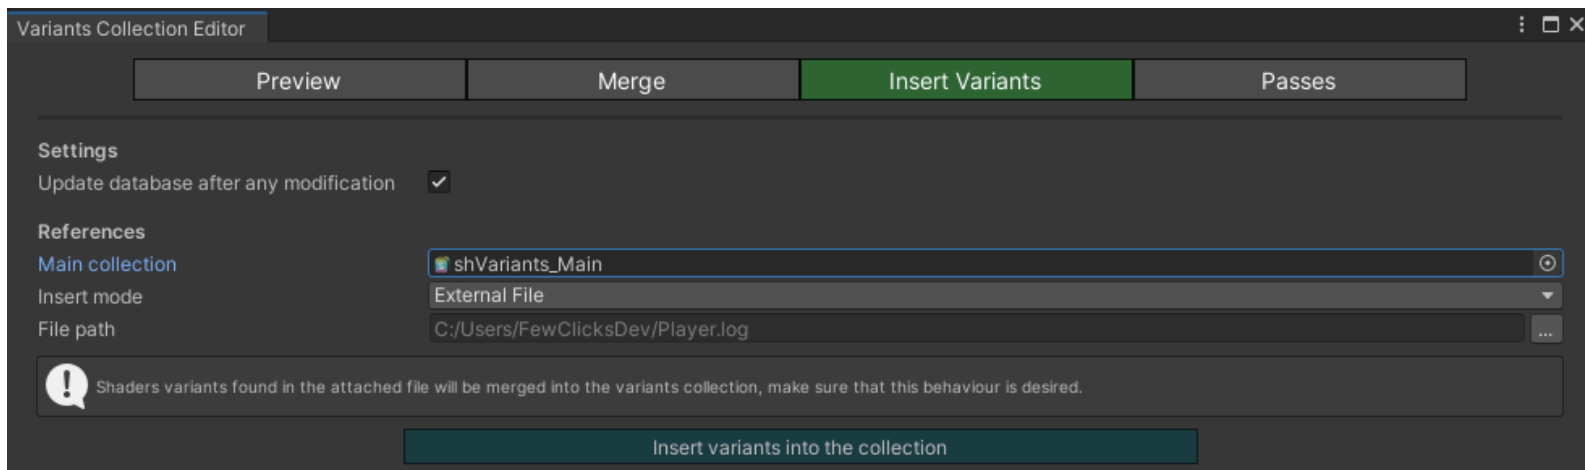 Variants Collection Editor
Preview Merge Insert Variants Passes
Settings
Update database after any modification
References
Main collection shVariants_Main
Insert mode External File
File path C:/Users/FewClicksDev/Player.log ...
Shaders variants found in the attached file will be merged into the variants collection, make sure that this behaviour is desired.
Insert variants into the collection